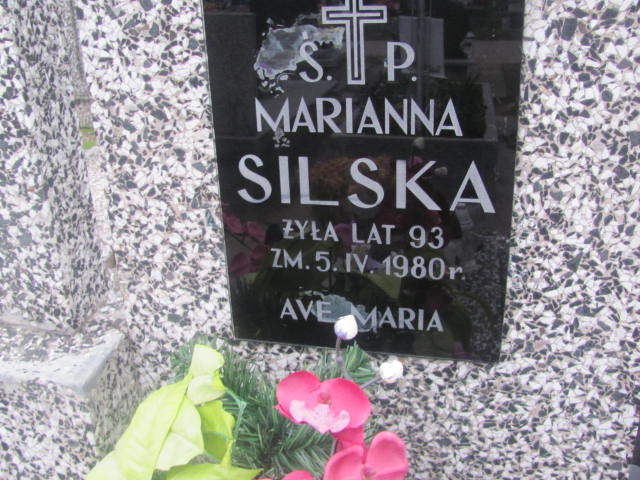 S. P.
MARIANNA
SILSKA
ŻYŁA LAT 93
ZM. 5. IV. 1980 r.
AVE MARIA